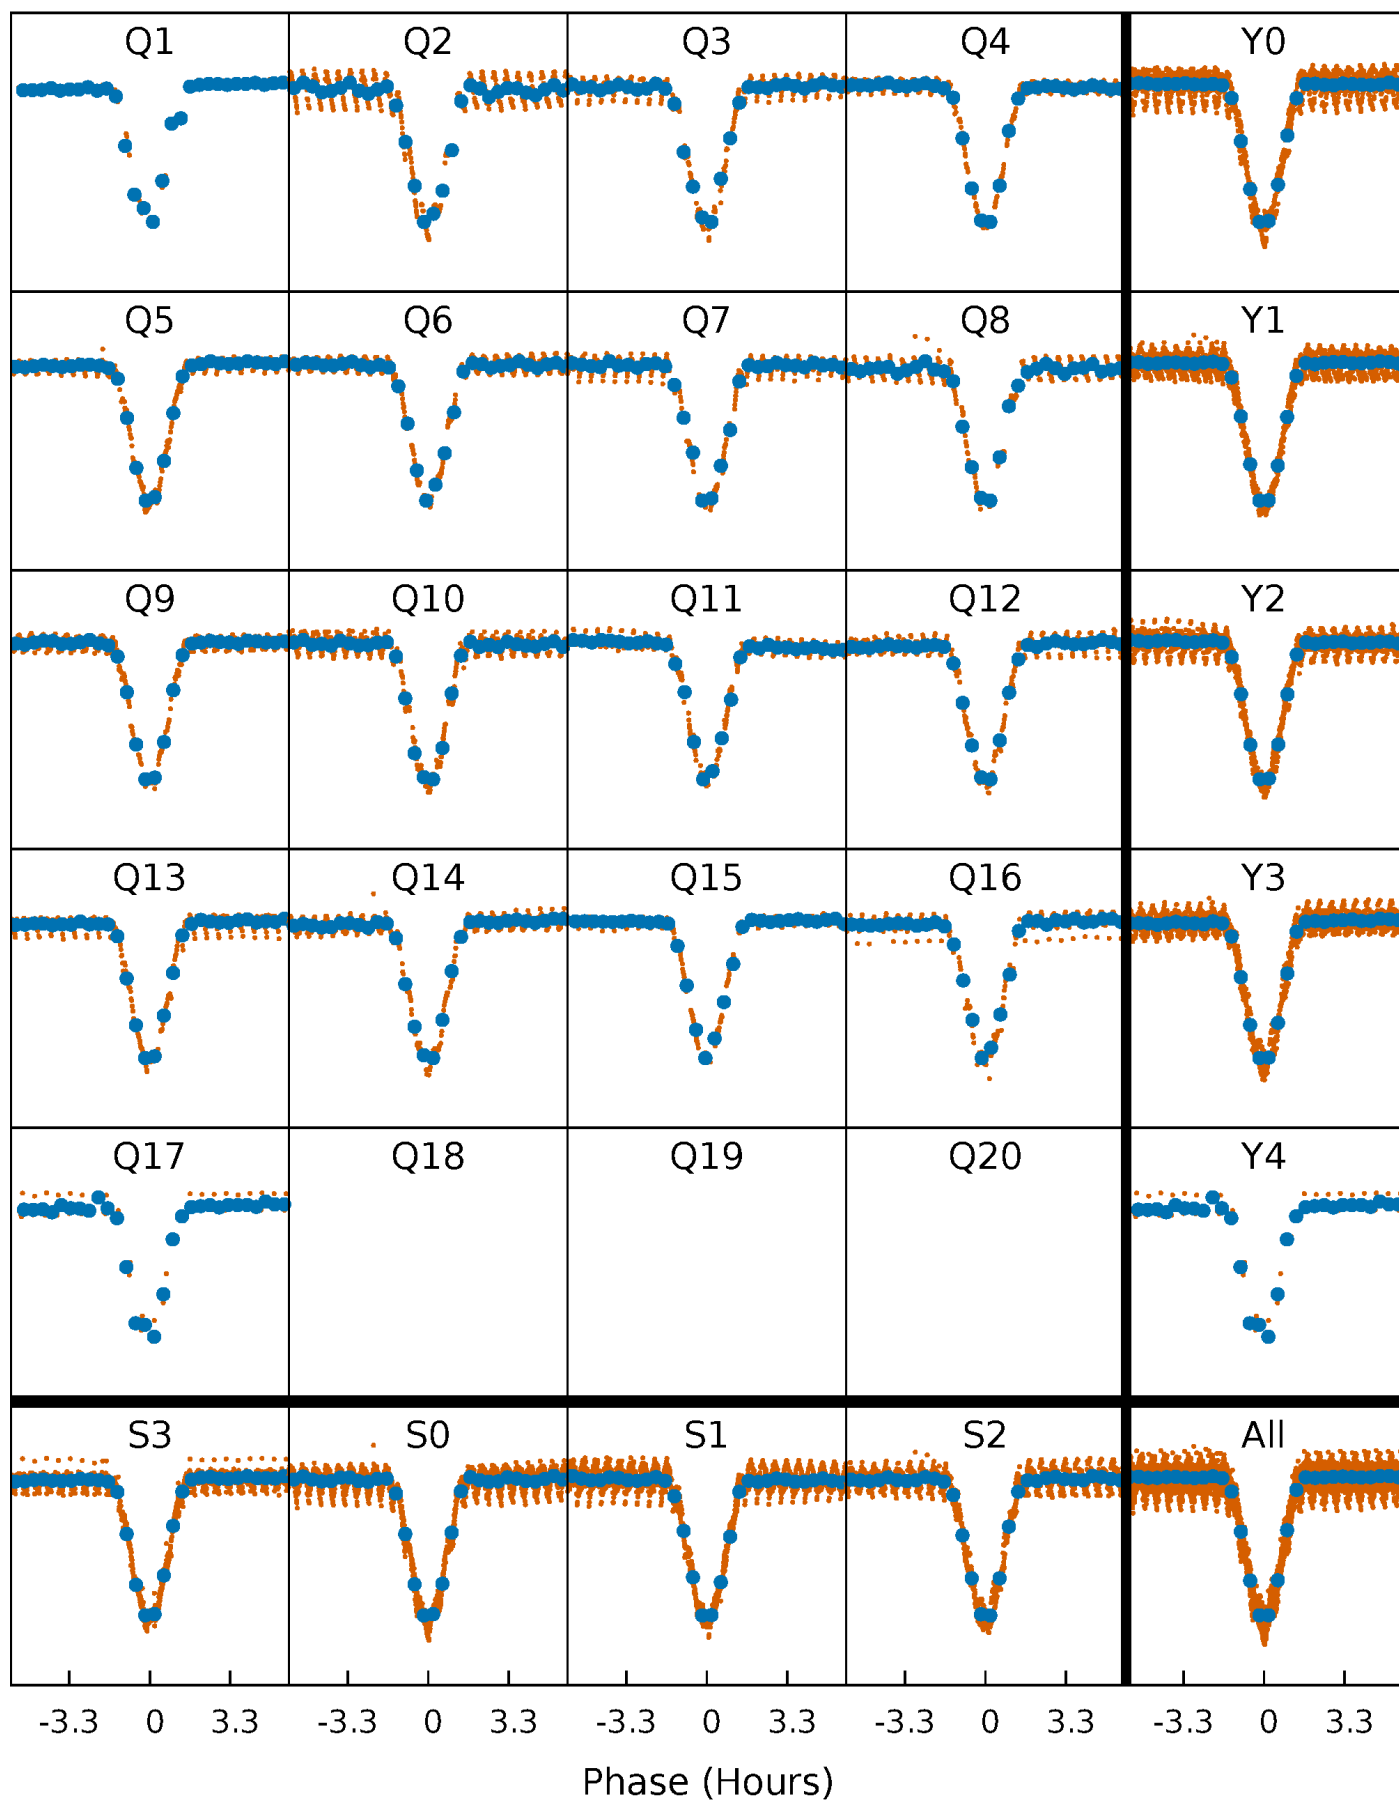 Q1 Q2 Q3 Q4 Y0
Q5 Q6 Q7 Q8 Y1
Q9 Q10 Q11 Q12 Y2
Q13 Q14 Q15 Q16 Y3
Q17 Q18 Q19 Q20 Y4
S3 S0 S1 S2 All
-3.3 0 3.3 -3.3 0 3.3 -3.3 0 3.3 -3.3 0 3.3 -3.3 0 3.3
Phase (Hours)